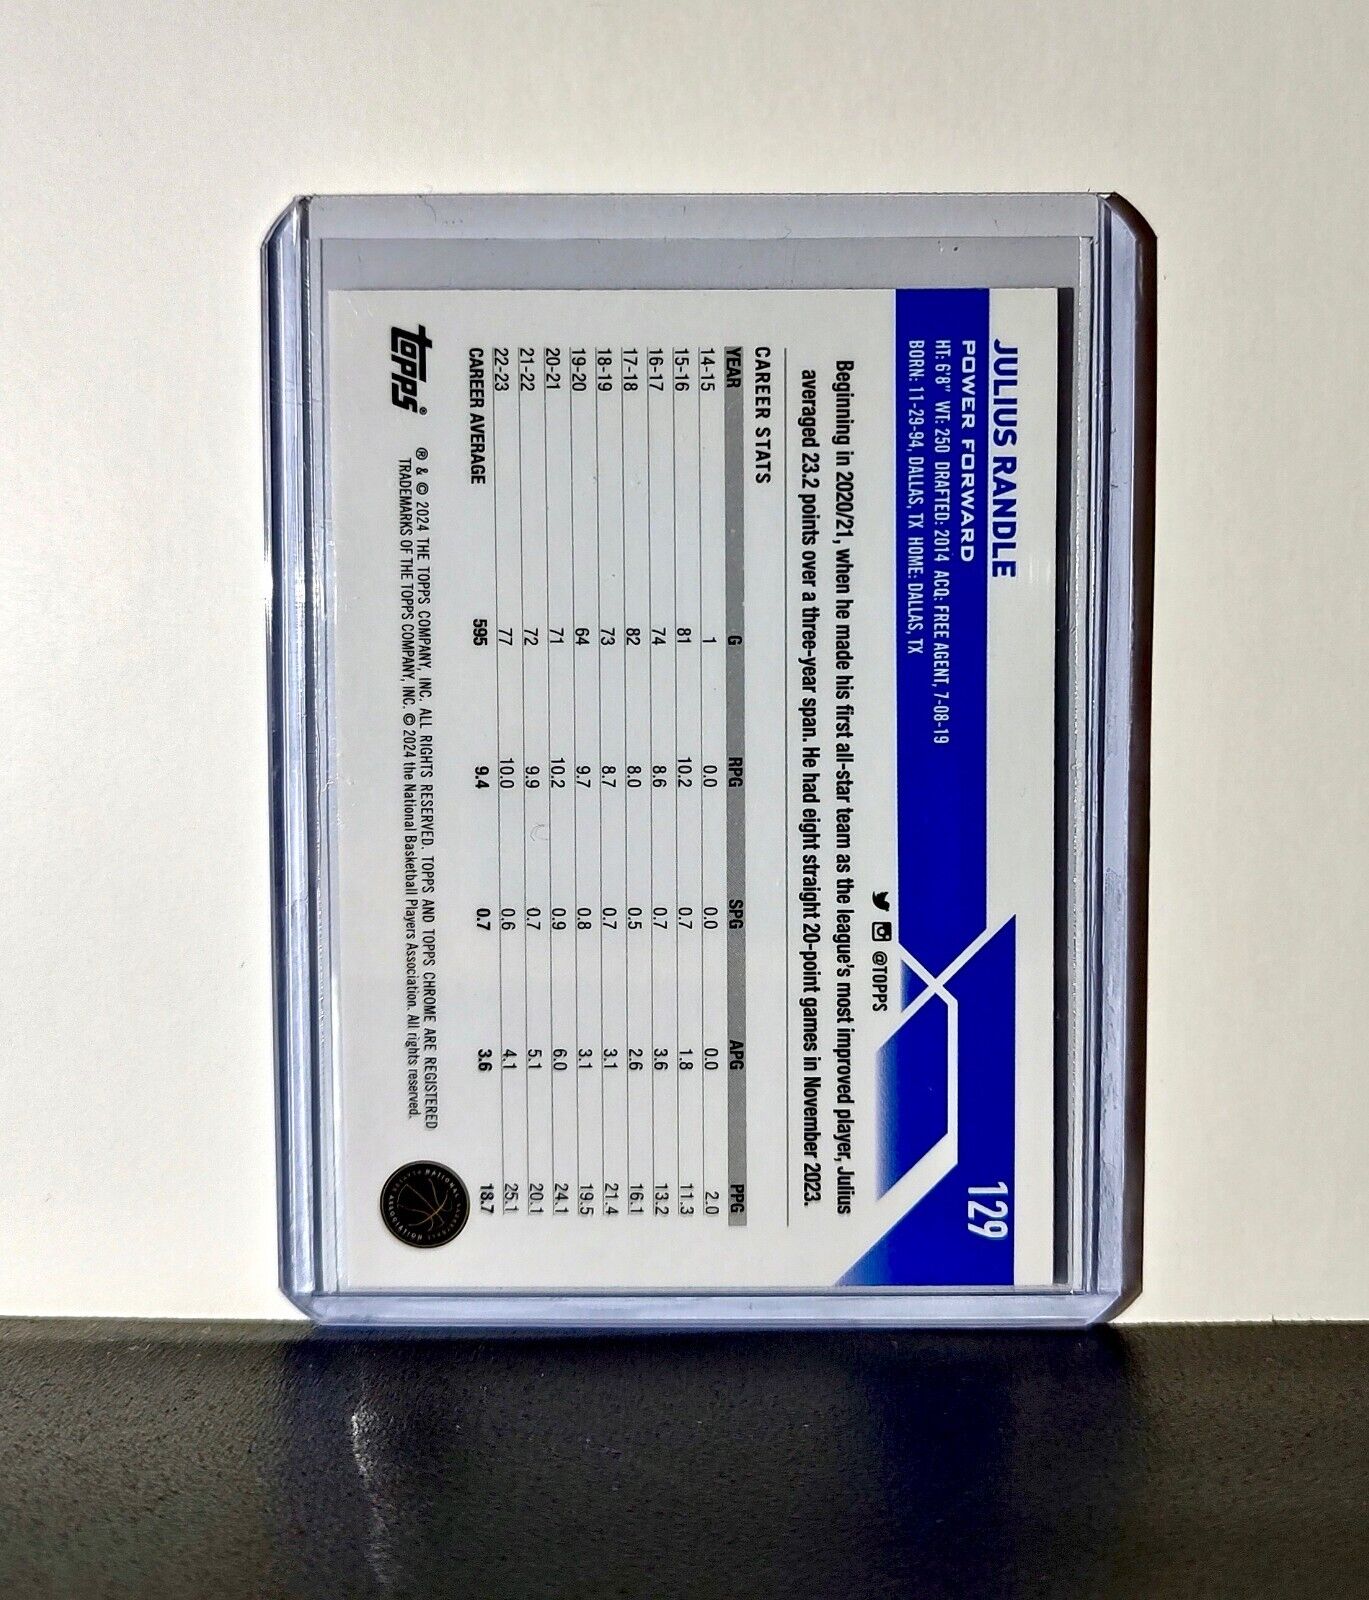 129
JULIUS RANDLE
POWER FORWARD
HT: 6'8" WT: 250 DRAFTED: 2014 ACQ: FREE AGENT, 7-08-19
BORN: 11-29-94, DALLAS, TX HOME: DALLAS, TX
@TOPPS
Beginning in 2020/21, when he made his first all-star team as the league's most improved player, Julius
averaged 23.2 points over a three-year span. He had eight straight 20-point games in November 2023.
CAREER STATS
YEAR G RPG SPG APG PPG
14-15 1 0.0 0.0 0.0 2.0
15-16 81 10.2 0.7 1.8 11.3
16-17 74 8.6 0.7 3.6 13.2
17-18 82 8.0 0.5 2.6 16.1
18-19 73 8.7 0.7 3.1 21.4
19-20 64 9.7 0.8 3.1 19.5
20-21 71 10.2 0.9 6.0 24.1
21-22 72 9.9 0.7 5.1 20.1
22-23 77 10.0 0.6 4.1 25.1
CAREER AVERAGE 595 9.4 0.7 3.6 18.7
topps®
® & © 2024 THE TOPPS COMPANY, INC. ALL RIGHTS RESERVED. TOPPS AND TOPPS CHROME ARE REGISTERED
TRADEMARKS OF THE TOPPS COMPANY, INC. © 2024 the National Basketball Players Association. All rights reserved.
NATIONAL BASKETBALL PLAYERS ASSOCIATION